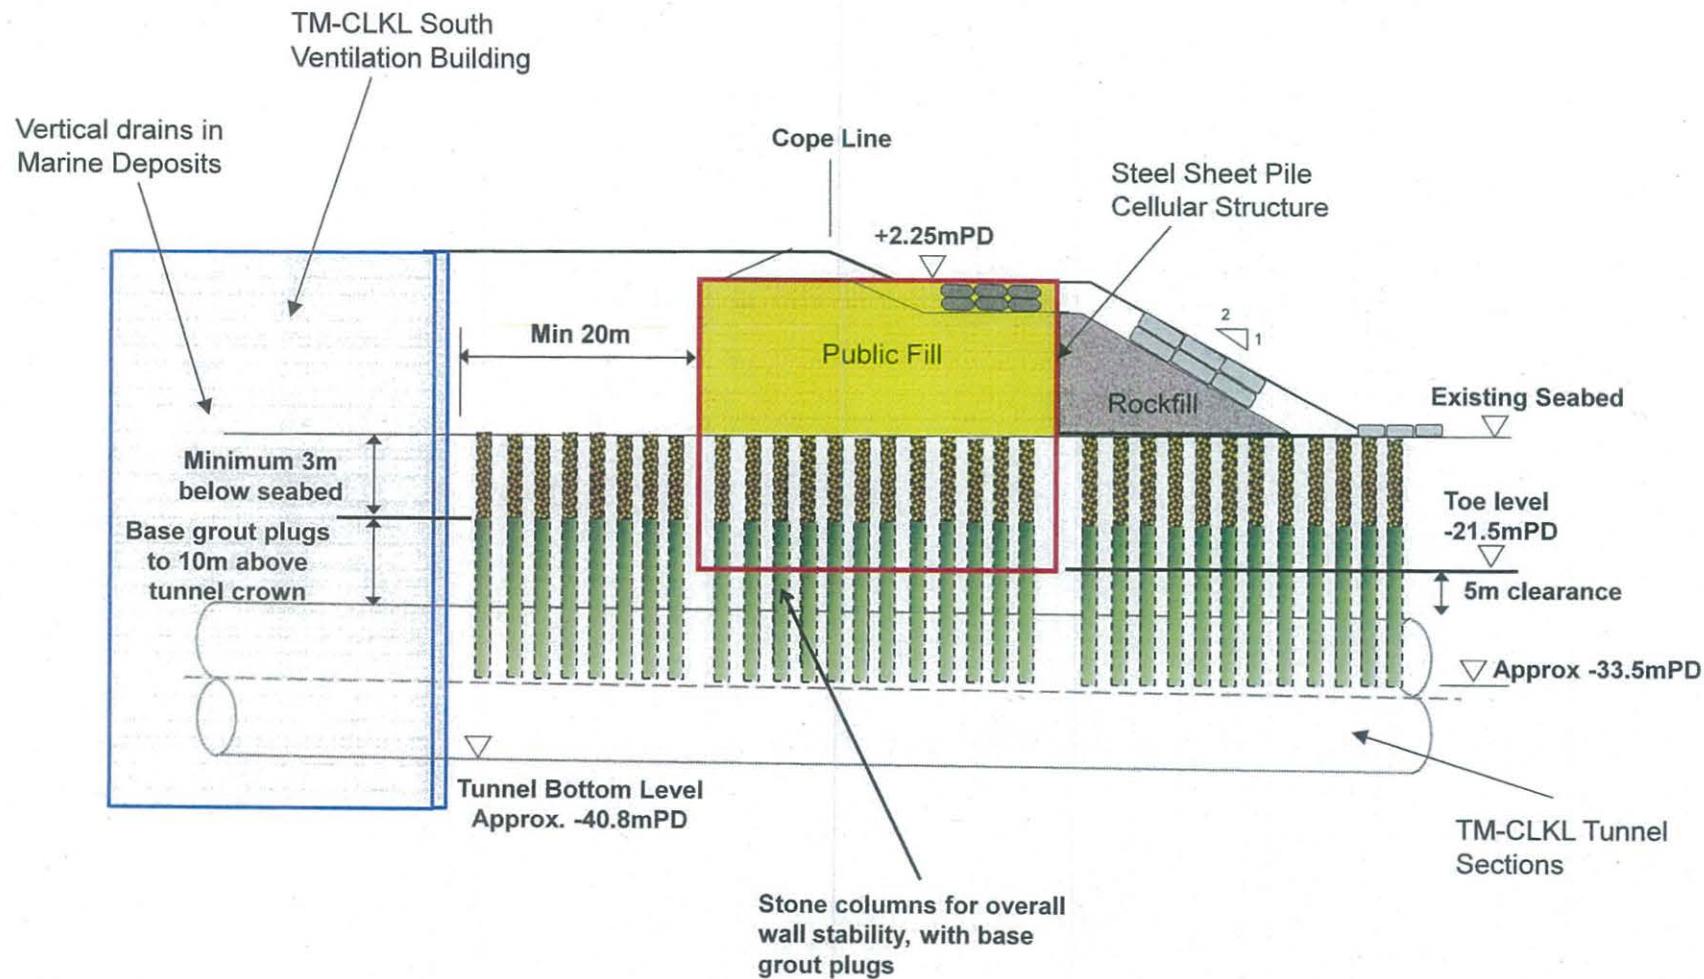 TM-CLKL South
Ventilation Building
Vertical drains in
Marine Deposits
Cope Line
Steel Sheet Pile
Cellular Structure
+2.25mPD
Min 20m
Public Fill
2
1
Rockfill
Existing Seabed
Minimum 3m
below seabed
Toe level
-21.5mPD
Base grout plugs
to 10m above
tunnel crown
5m clearance
Approx -33.5mPD
Tunnel Bottom Level
Approx. -40.8mPD
TM-CLKL Tunnel
Sections
Stone columns for overall
wall stability, with base
grout plugs